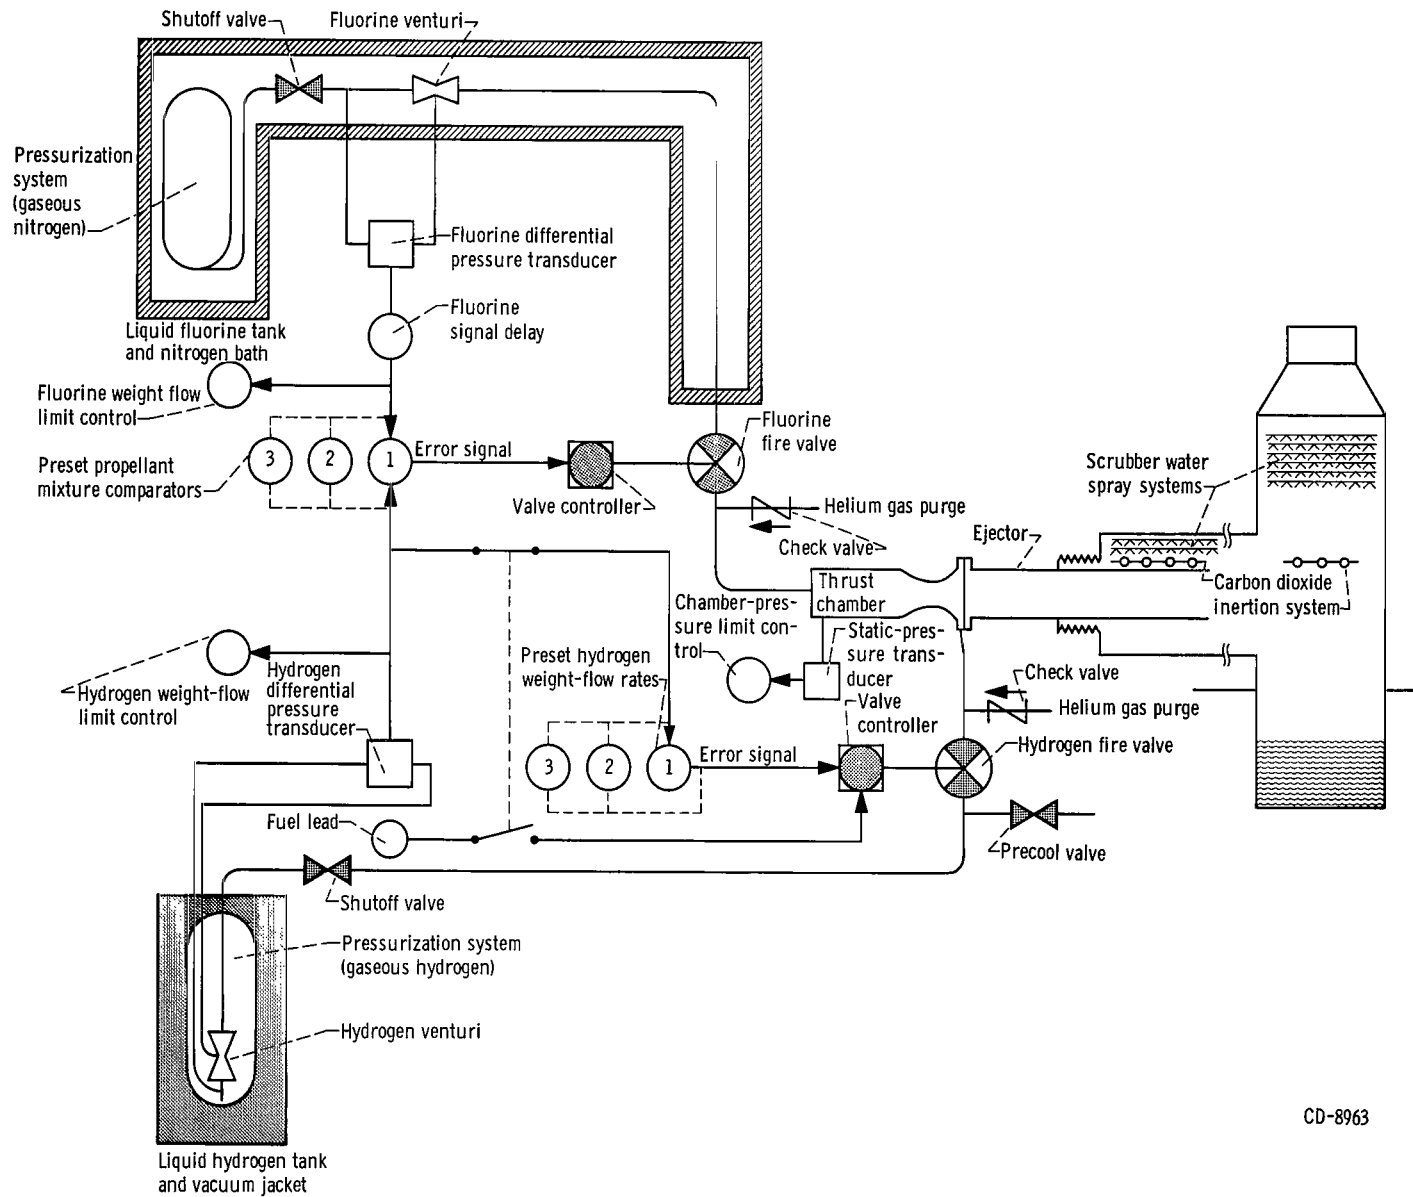 Shutoff valve
Fluorine venturi
Pressurization
system
(gaseous
nitrogen)
Fluorine differential
pressure transducer
Fluorine
signal delay
Liquid fluorine tank
and nitrogen bath
Fluorine weight flow
limit control
Preset propellant
mixture comparators
3
2
1
Error signal
Valve controller
Fluorine
fire valve
Helium gas purge
Check valve
Scrubber water
spray systems
Ejector
Carbon dioxide
inertion system
Thrust
chamber
Chamber-pres-
sure limit con-
trol
Static-pres-
sure trans-
ducer
Valve
controller
Check valve
Helium gas purge
Hydrogen fire valve
Precool valve
Preset hydrogen
weight-flow rates
3
2
1
Error signal
Hydrogen weight-flow
limit control
Hydrogen
differential
pressure
transducer
Fuel lead
Shutoff valve
Pressurization system
(gaseous hydrogen)
Hydrogen venturi
Liquid hydrogen tank
and vacuum jacket
CD-8963